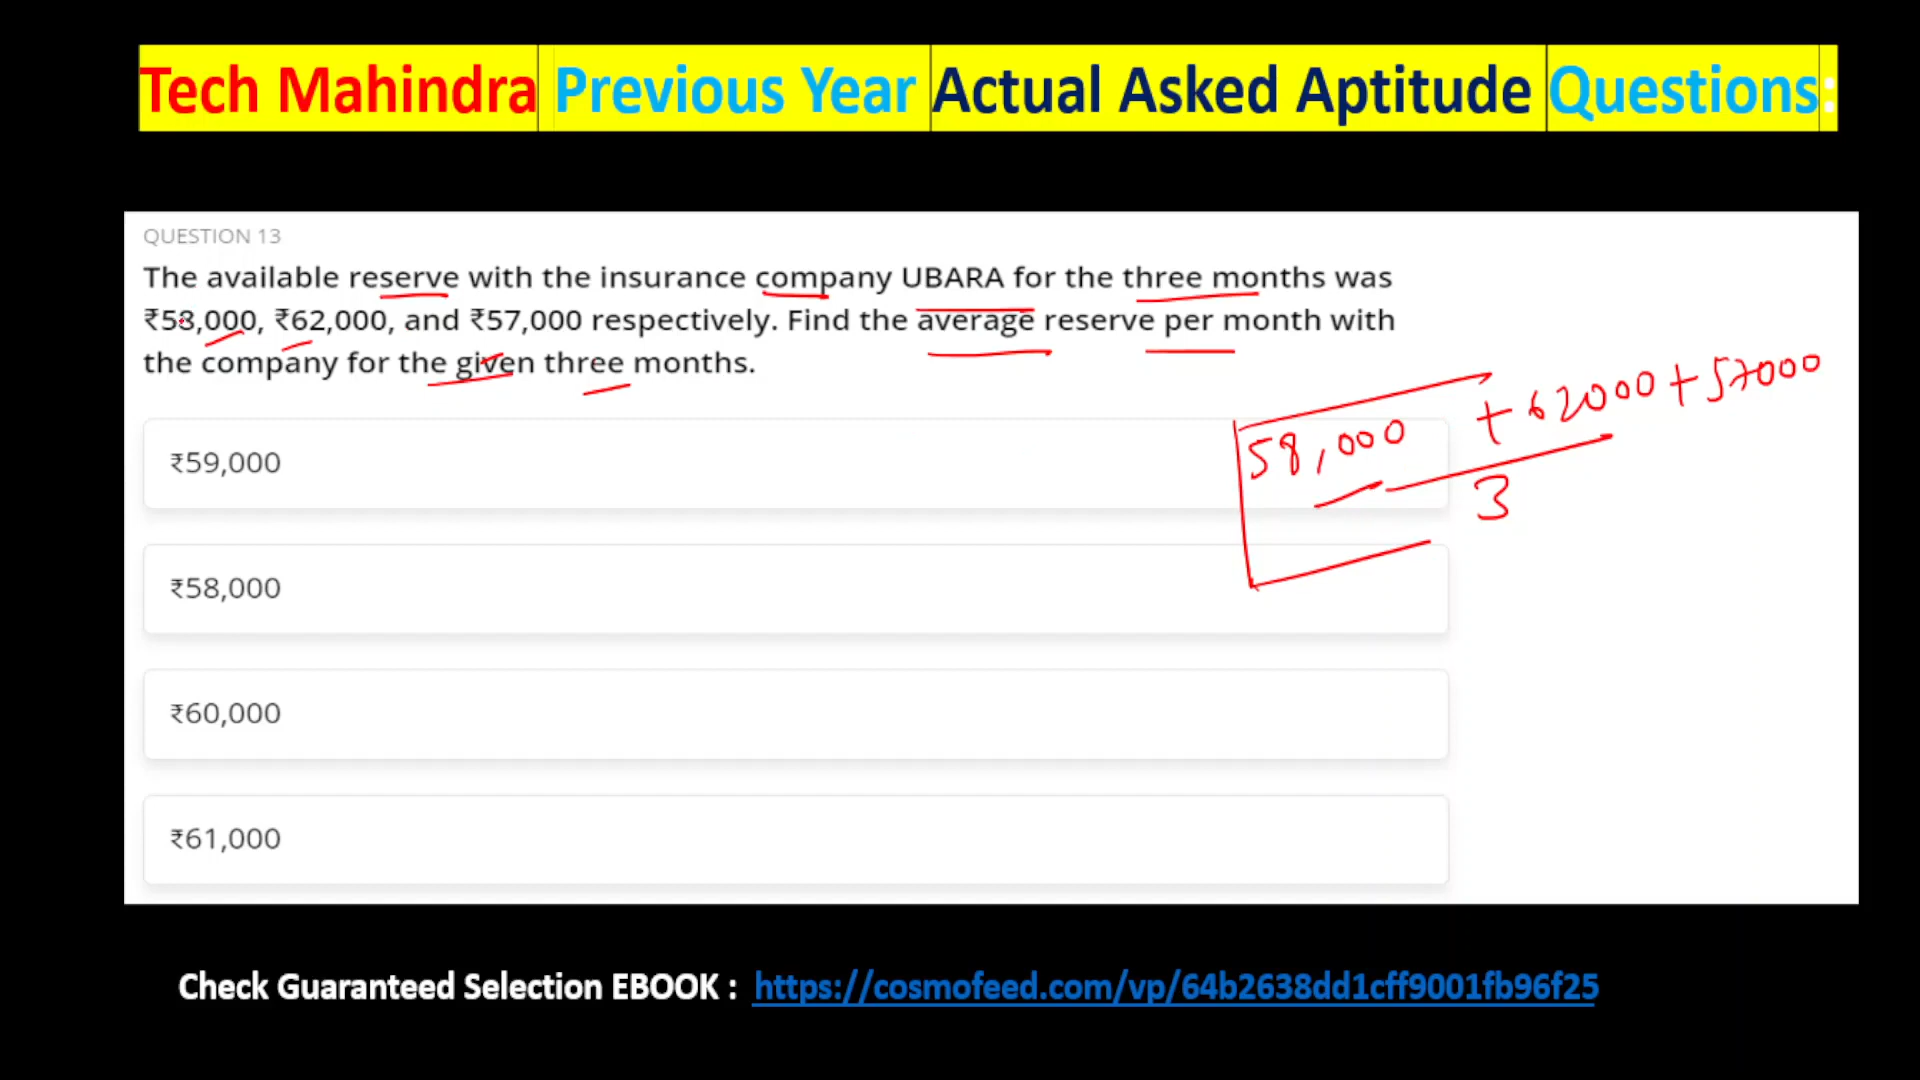 Tech Mahindra Previous Year Actual Asked Aptitude Questions:
QUESTION 13
The available reserve with the insurance company UBARA for the three months was
₹58,000, ₹62,000, and ₹57,000 respectively. Find the average reserve per month with
the company for the given three months.
58,000 + 62000 + 57000
3
₹59,000
₹58,000
₹60,000
₹61,000
Check Guaranteed Selection EBOOK : https://cosmofeed.com/vp/64b2638dd1cff9001fb96f25